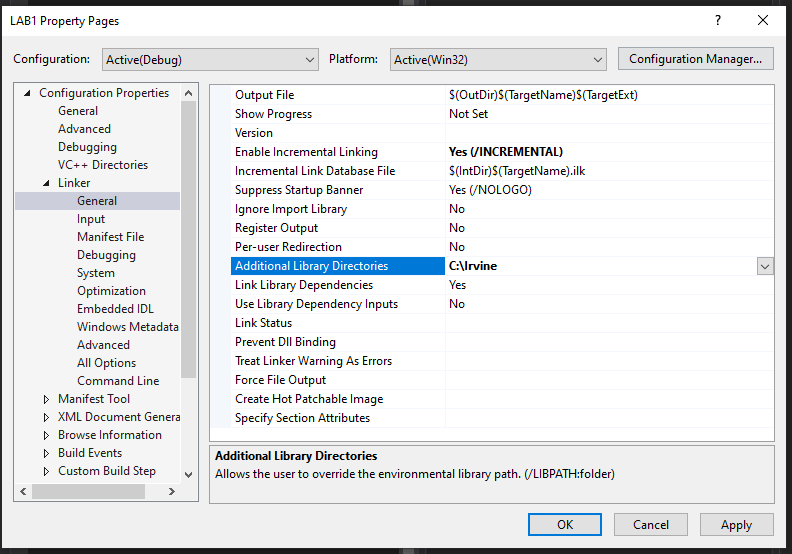 LAB1 Property Pages
?
Configuration: Active(Debug) Platform: Active(Win32) Configuration Manager...
Configuration Properties
General
Advanced
Debugging
VC++ Directories
Linker
General
Input
Manifest File
Debugging
System
Optimization
Embedded IDL
Windows Metadata
Advanced
All Options
Command Line
Manifest Tool
XML Document Genera
Browse Information
Build Events
Custom Build Step
Output File $(OutDir)$(TargetName)$(TargetExt)
Show Progress Not Set
Version
Enable Incremental Linking Yes (/INCREMENTAL)
Incremental Link Database File $(IntDir)$(TargetName).ilk
Suppress Startup Banner Yes (/NOLOGO)
Ignore Import Library No
Register Output No
Per-user Redirection No
Additional Library Directories C:\Irvine
Link Library Dependencies Yes
Use Library Dependency Inputs No
Link Status
Prevent Dll Binding
Treat Linker Warning As Errors
Force File Output
Create Hot Patchable Image
Specify Section Attributes
Additional Library Directories
Allows the user to override the environmental library path. (/LIBPATH:folder)
OK Cancel Apply